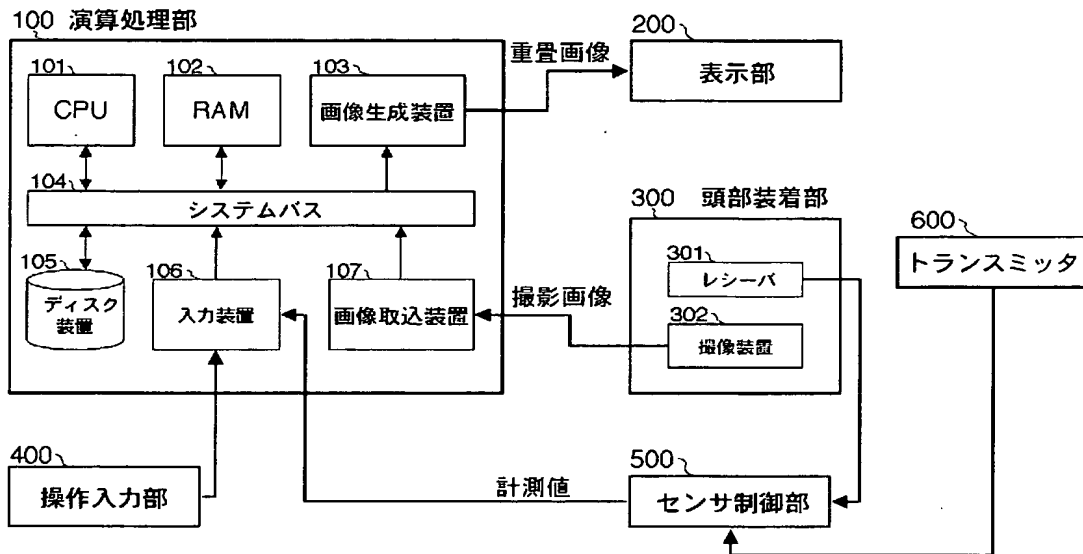 100 演算処理部
101
CPU
102
RAM
103
画像生成装置
重畳画像
200
表示部
104
システムバス
105
ディスク
装置
106
入力装置
107
画像取込装置
撮影画像
300 頭部装着部
301
レシーバ
302
撮像装置
600
トランスミッタ
400
操作入力部
計測値
500
センサ制御部